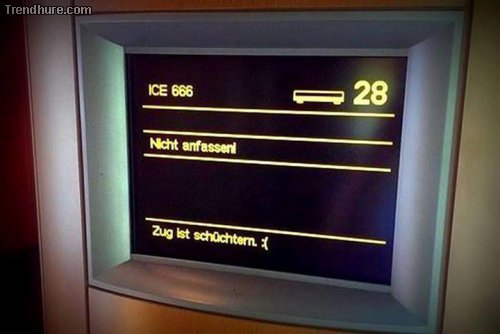 Trendhure.com
ICE 666
28
Nicht anfassen!
Zug ist schüchtern. :(